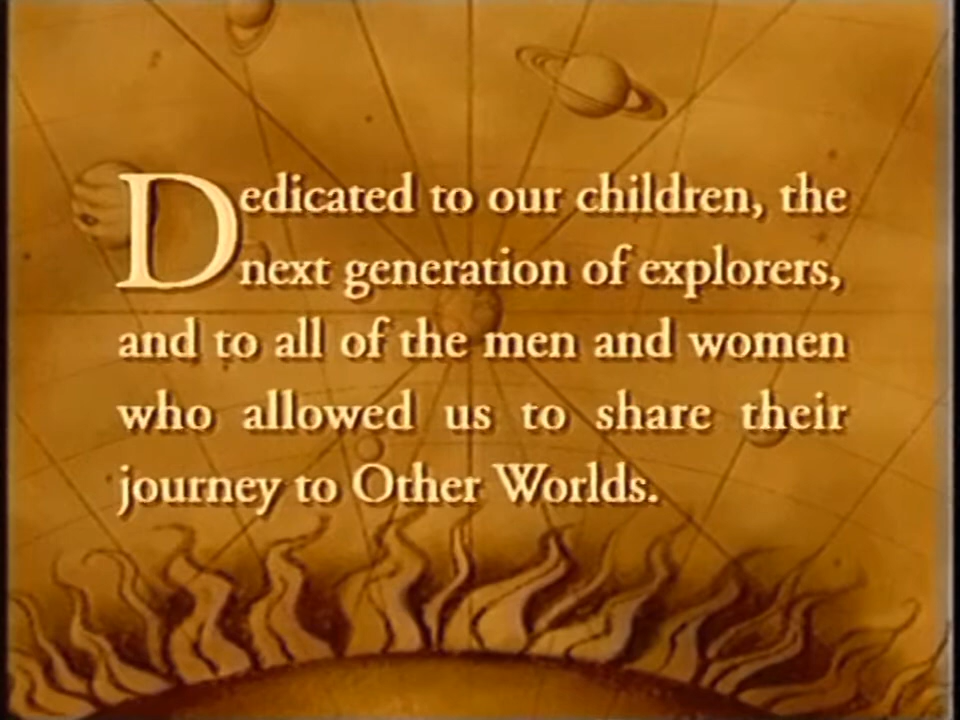 Dedicated to our children, the
next generation of explorers,
and to all of the men and women
who allowed us to share their
journey to Other Worlds.